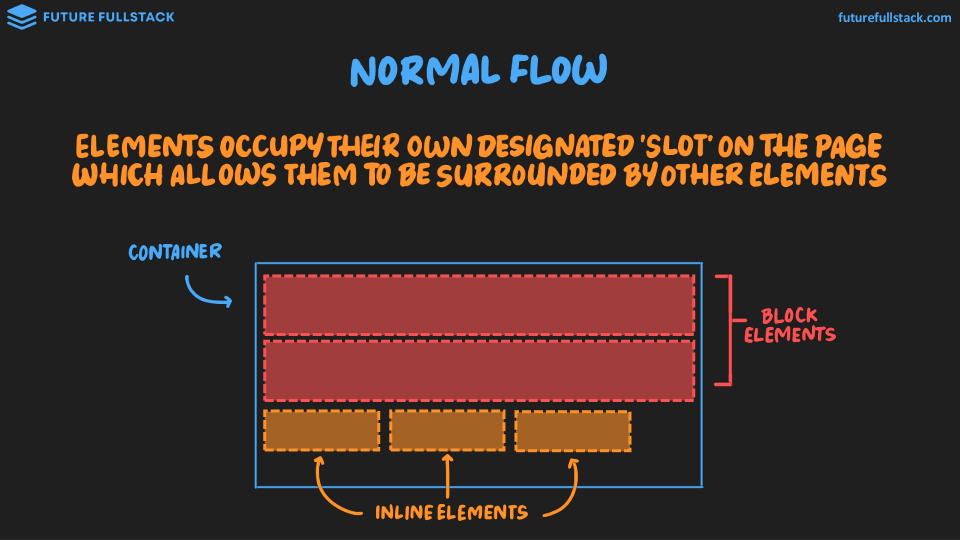 FUTURE FULLSTACK
futurefullstack.com
NORMAL FLOW
ELEMENTS OCCUPY THEIR OWN DESIGNATED 'SLOT' ON THE PAGE
WHICH ALLOWS THEM TO BE SURROUNDED BY OTHER ELEMENTS
CONTAINER
BLOCK
ELEMENTS
INLINE ELEMENTS